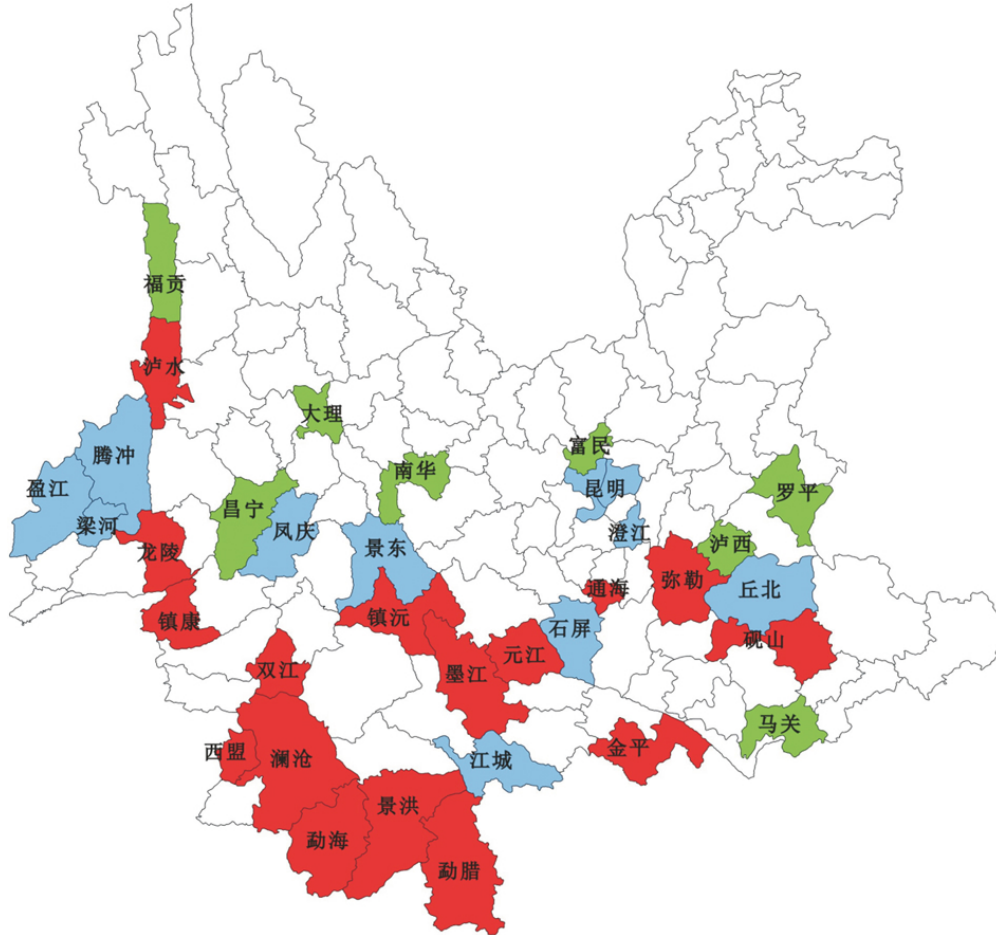 福贡
泸水
大理
腾冲
富民
南华
盈江
昆明
罗平
昌宁
梁河
凤庆
澄江
龙陵
景东
泸西
弥勒
通海
丘北
镇康
镇沅
石屏
砚山
元江
双江
墨江
马关
西盟
澜沧
江城
金平
景洪
勐海
勐腊